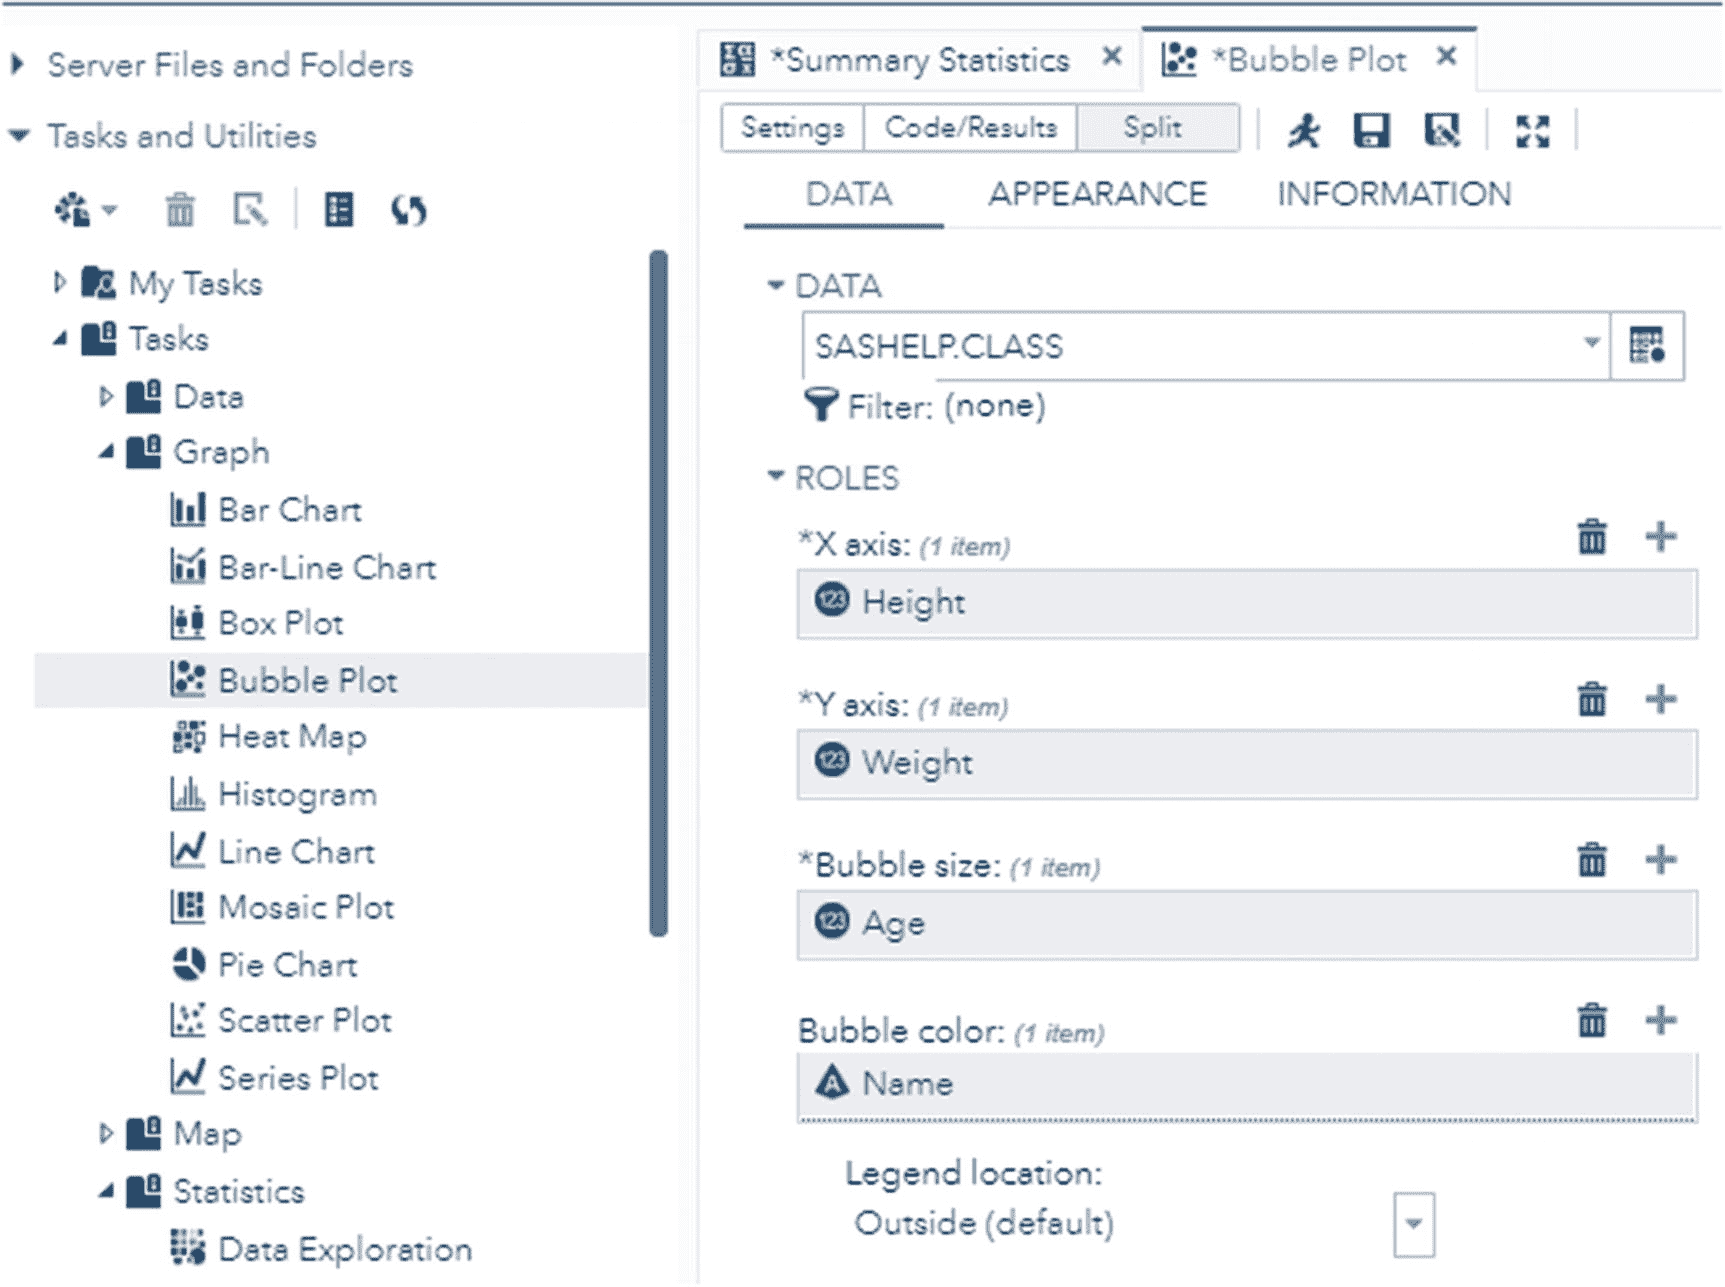 Server Files and Folders
Tasks and Utilities
My Tasks
Tasks
Data
Graph
Bar Chart
Bar-Line Chart
Box Plot
Bubble Plot
Heat Map
Histogram
Line Chart
Mosaic Plot
Pie Chart
Scatter Plot
Series Plot
Map
Statistics
Data Exploration
*Summary Statistics
*Bubble Plot
Settings Code/Results Split
DATA APPEARANCE INFORMATION
DATA
SASHELP.CLASS
Filter: (none)
ROLES
*X axis: (1 item)
123 Height
*Y axis: (1 item)
123 Weight
*Bubble size: (1 item)
123 Age
Bubble color: (1 item)
A Name
Legend location:
Outside (default)